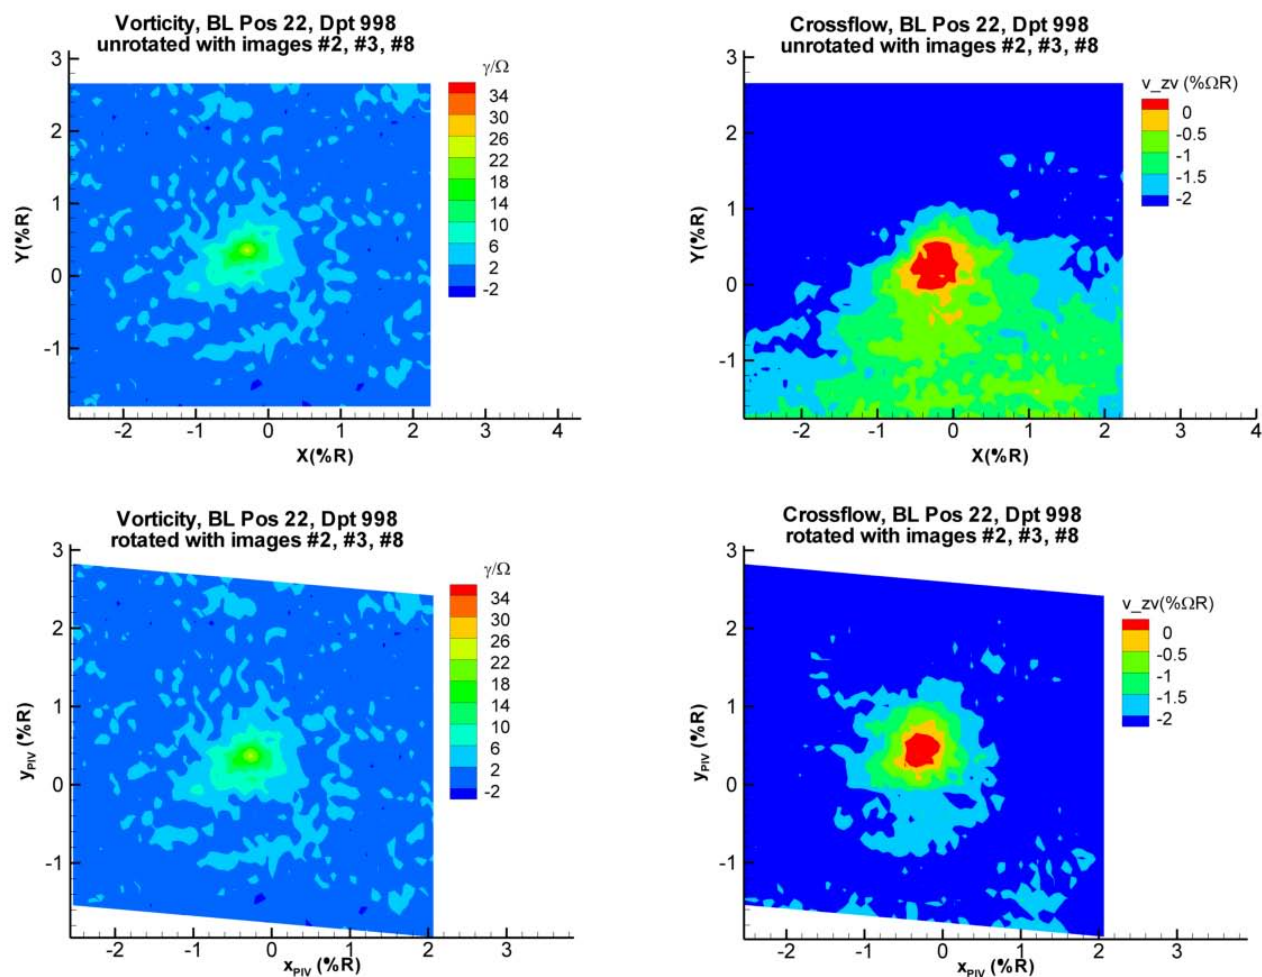 Vorticity, BL Pos 22, Dpt 998
unrotated with images #2, #3, #8
3
2
1
0
-1
Y(%R)
-2 -1 0 1 2 3 4
X(%R)
γ/Ω
34
30
26
22
18
14
10
6
2
-2
Crossflow, BL Pos 22, Dpt 998
unrotated with images #2, #3, #8
3
2
1
0
-1
Y(%R)
-2 -1 0 1 2 3 4
X(%R)
v_zv (%ΩR)
0
-0.5
-1
-1.5
-2
Vorticity, BL Pos 22, Dpt 998
rotated with images #2, #3, #8
3
2
1
0
-1
yPIV (%R)
-2 -1 0 1 2 3
xPIV (%R)
γ/Ω
34
30
26
22
18
14
10
6
2
-2
Crossflow, BL Pos 22, Dpt 998
rotated with images #2, #3, #8
3
2
1
0
-1
yPIV (%R)
-2 -1 0 1 2 3
xPIV (%R)
v_zv(%ΩR)
0
-0.5
-1
-1.5
-2